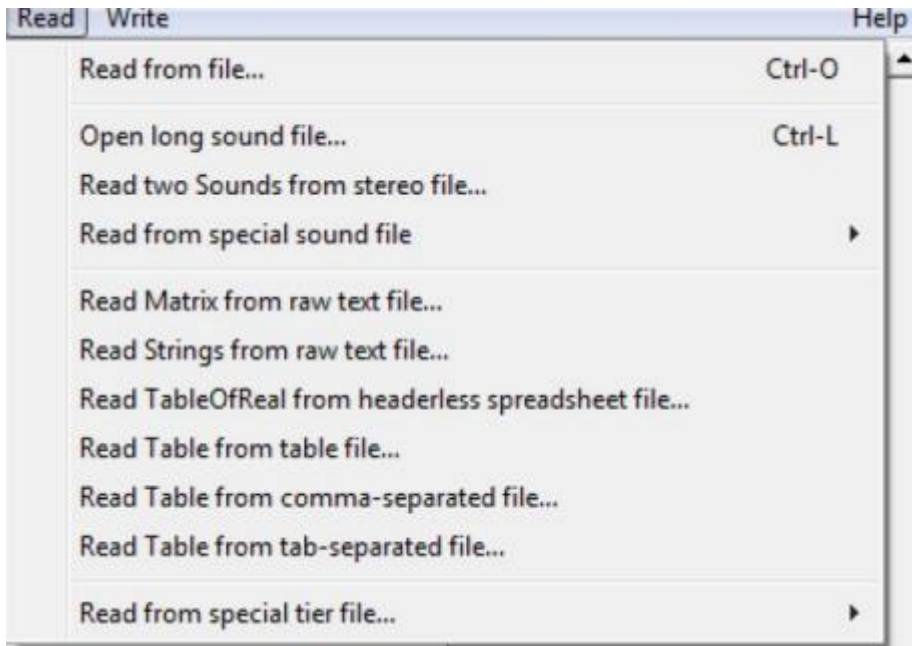 Read Write Help
Read from file... Ctrl-O
Open long sound file... Ctrl-L
Read two Sounds from stereo file...
Read from special sound file
Read Matrix from raw text file...
Read Strings from raw text file...
Read TableOfReal from headerless spreadsheet file...
Read Table from table file...
Read Table from comma-separated file...
Read Table from tab-separated file...
Read from special tier file...